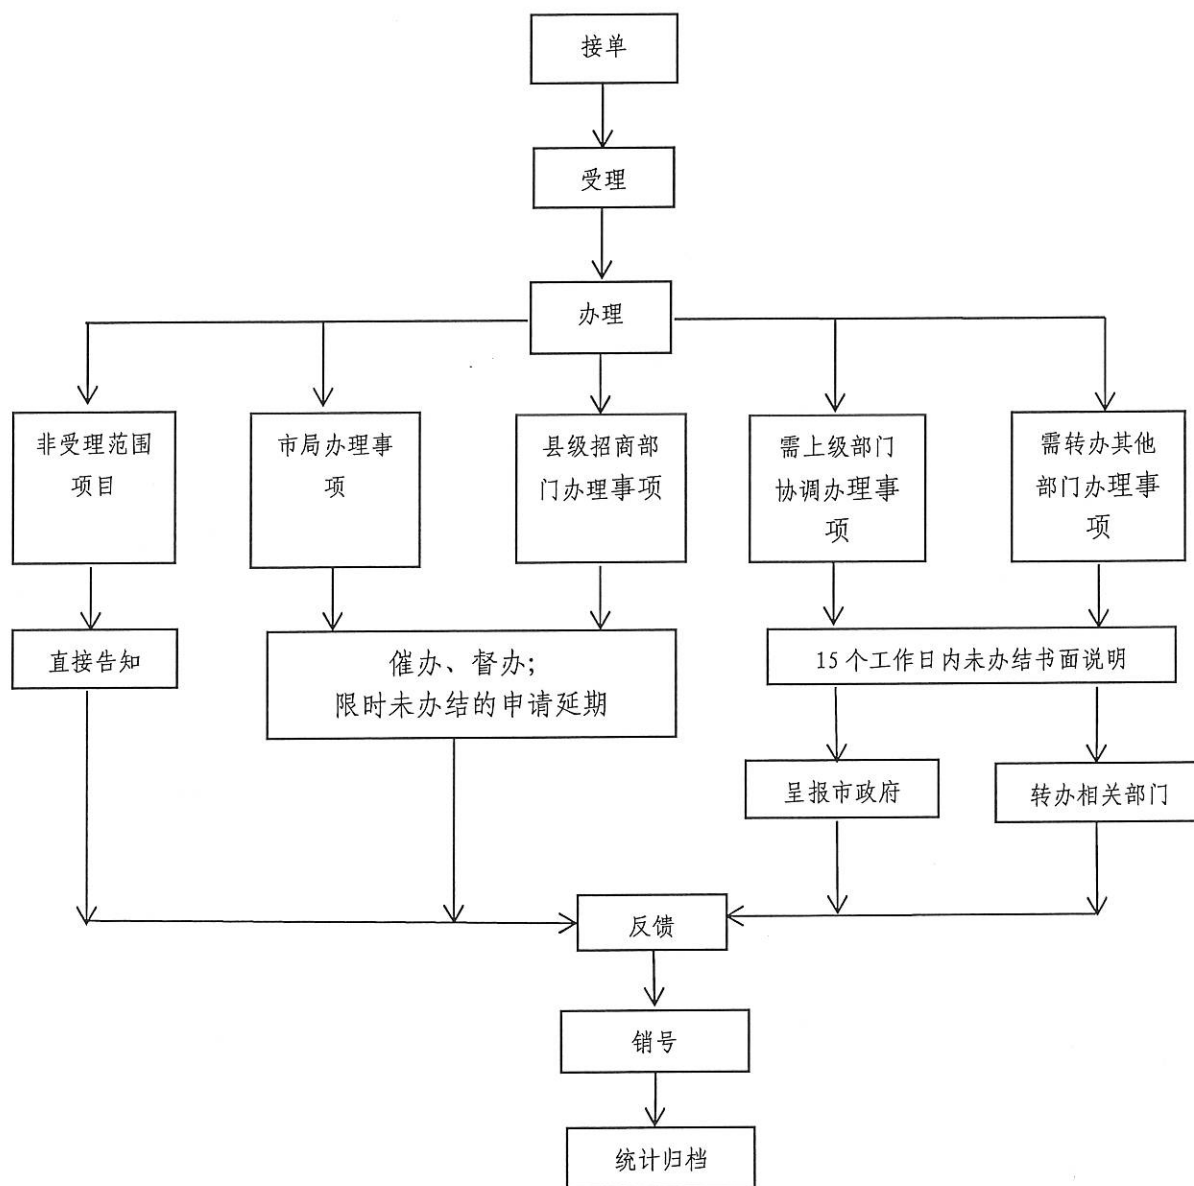 接单
受理
办理
非受理范围
项目
市局办理事
项
县级招商部
门办理事项
需上级部门
协调办理事
项
需转办其他
部门办理事
项
直接告知
催办、督办;
限时未办结的申请延期
15个工作日内未办结书面说明
呈报市政府
转办相关部门
反馈
销号
统计归档